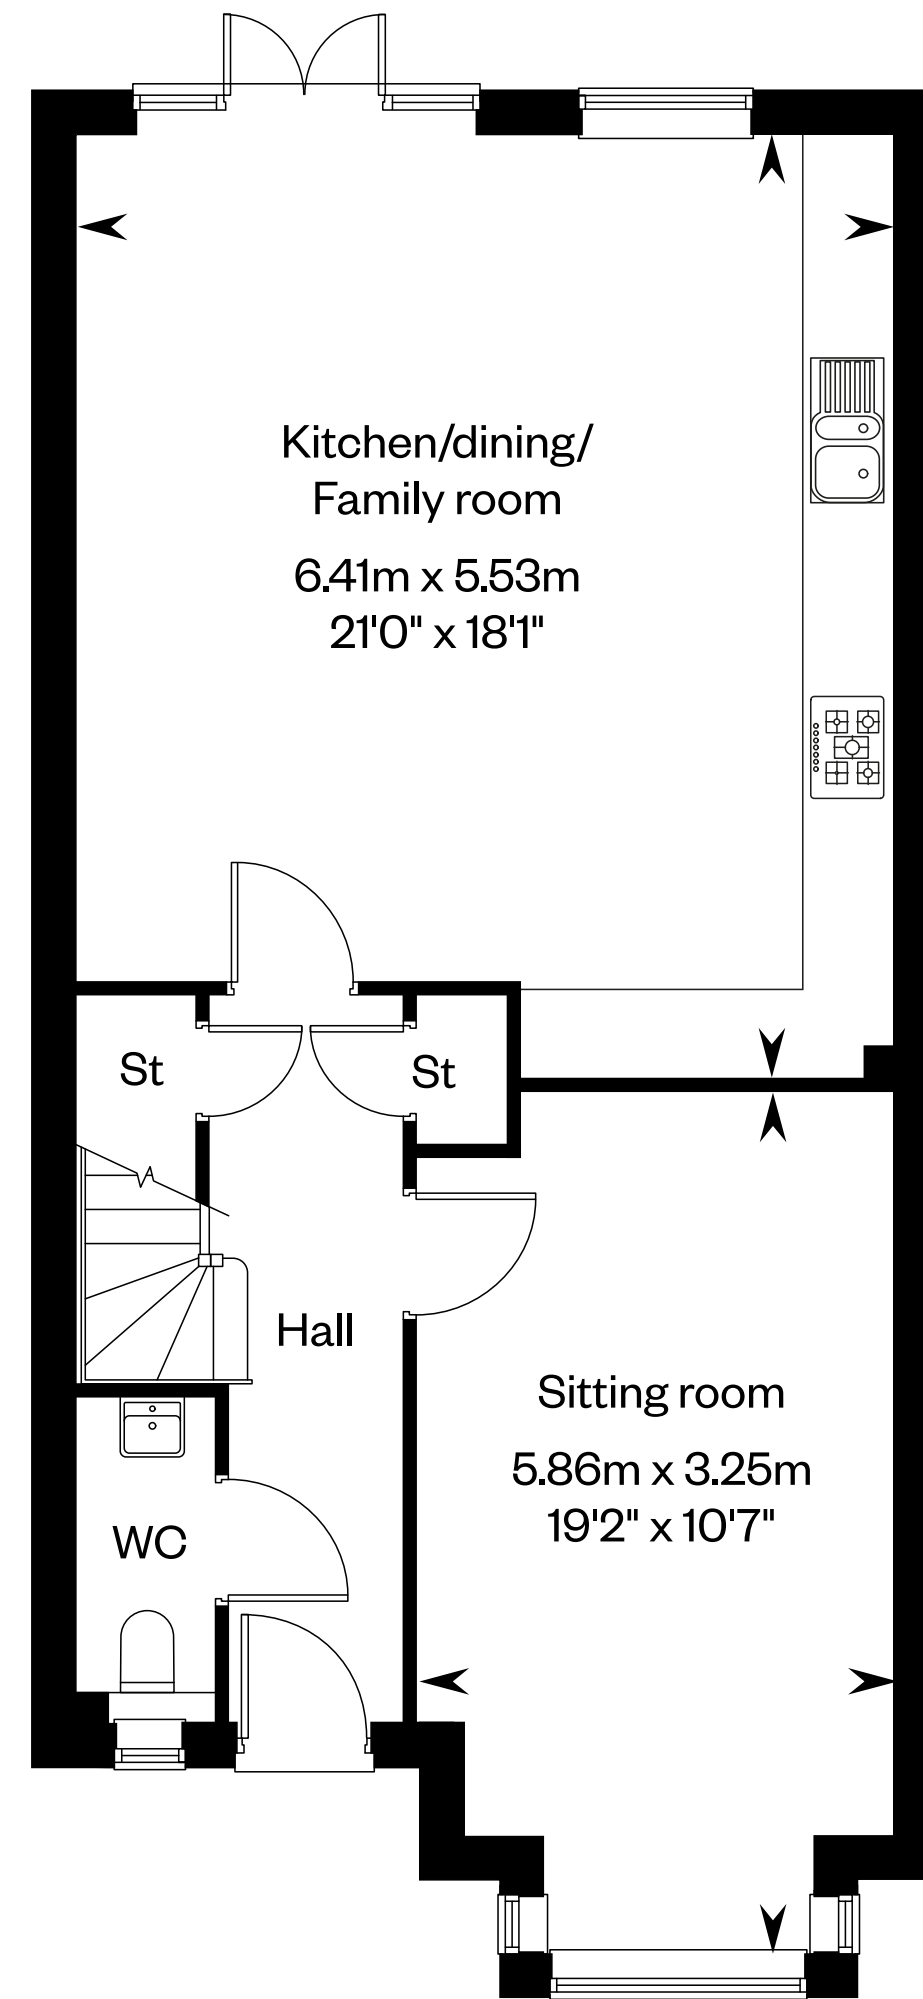 Kitchen/dining/
Family room
6.41m x 5.53m
21'0" x 18'1"
St
St
Hall
Sitting room
5.86m x 3.25m
19'2" x 10'7"
WC